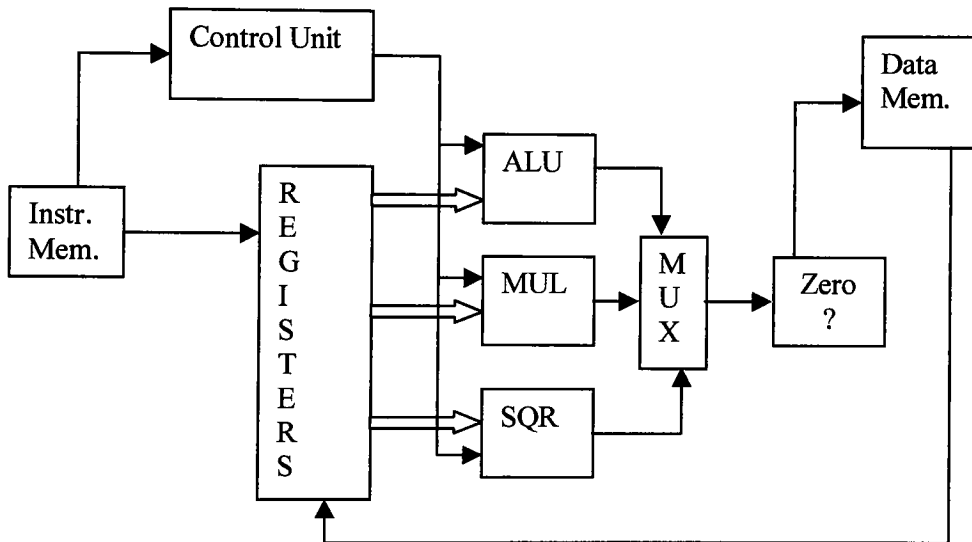 Control Unit
Data
Mem.
Instr.
Mem.
R
E
G
I
S
T
E
R
S
ALU
MUL
SQR
M
U
X
Zero
?